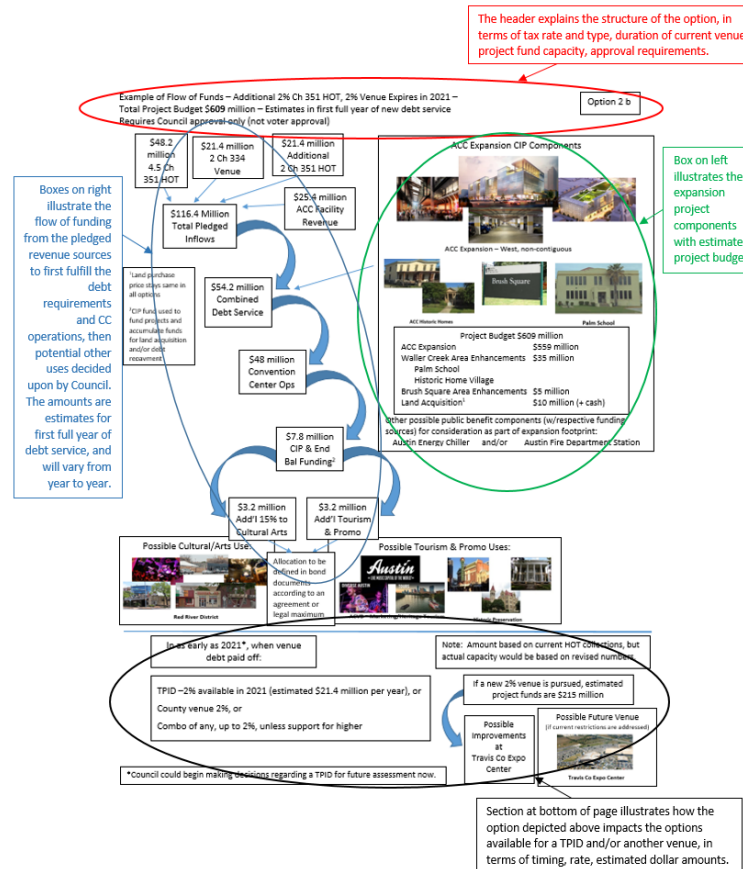 The header explains the structure of the option, in
terms of tax rate and type, duration of current venue
project fund capacity, approval requirements.
Example of Flow of Funds – Additional 2% Ch 351 HOT, 2% Venue Expires in 2021 –
Total Project Budget $609 million – Estimates in first full year of new debt service
Requires Council approval only (not voter approval)
Option 2 b
$48.2
million
4.5 Ch
351 HOT
$21.4 million
2 Ch 334
Venue
$21.4 million
Additional
2 Ch 351 HOT
$25.4 million
ACC Facility
Revenue
$116.4 Million
Total Pledged
Inflows
$54.2 million
Combined
Debt Service
$48 million
Convention
Center Ops
$7.8 million
CIP & End
Bal Funding²
$3.2 million
Add'l 15% to
Cultural Arts
$3.2 million
Add'l Tourism
& Promo
Boxes on right
illustrate the
flow of funding
from the pledged
revenue sources
to first fulfill the
debt
requirements
and CC
operations, then
potential other
uses decided
upon by Council.
The amounts are
estimates for
first full year of
debt service, and
will vary from
year to year.
¹Land purchase
price stays same in
all options
²CIP fund used to
fund projects and
accumulate funds
for land acquisition
and/or debt
repayment
ACC Expansion CIP Components
ACC Expansion – West, non-contiguous
Brush Square
ACC Historic Homes
Palm School
Project Budget $609 million
ACC Expansion $559 million
Waller Creek Area Enhancements $35 million
Palm School
Historic Home Village
Brush Square Area Enhancements $5 million
Land Acquisition¹ $10 million (+ cash)
Other possible public benefit components (w/respective funding
sources) for consideration as part of expansion footprint:
Austin Energy Chiller and/or Austin Fire Department Station
Box on left
illustrates the
expansion
project
components
with estimate
project budge
Possible Cultural/Arts Uses:
Red River District
Allocation to be
defined in bond
documents
according to an
agreement or
legal maximum
Possible Tourism & Promo Uses:
Austin
Marketing/Heritage Tourism
Historic Preservation
In as early as 2021*, when venue
debt paid off:
Note: Amount based on current HOT collections, but
actual capacity would be based on revised numbers
TPID –2% available in 2021 (estimated $21.4 million per year), or
County venue 2%, or
Combo of any, up to 2%, unless support for higher
If a new 2% venue is pursued, estimated
project funds are $215 million
Possible
Improvements
at
Travis Co Expo
Center
Possible Future Venue
(if current restrictions are addressed)
Travis Co Expo Center
*Council could begin making decisions regarding a TPID for future assessment now.
Section at bottom of page illustrates how the
option depicted above impacts the options
available for a TPID and/or another venue, in
terms of timing, rate, estimated dollar amounts.